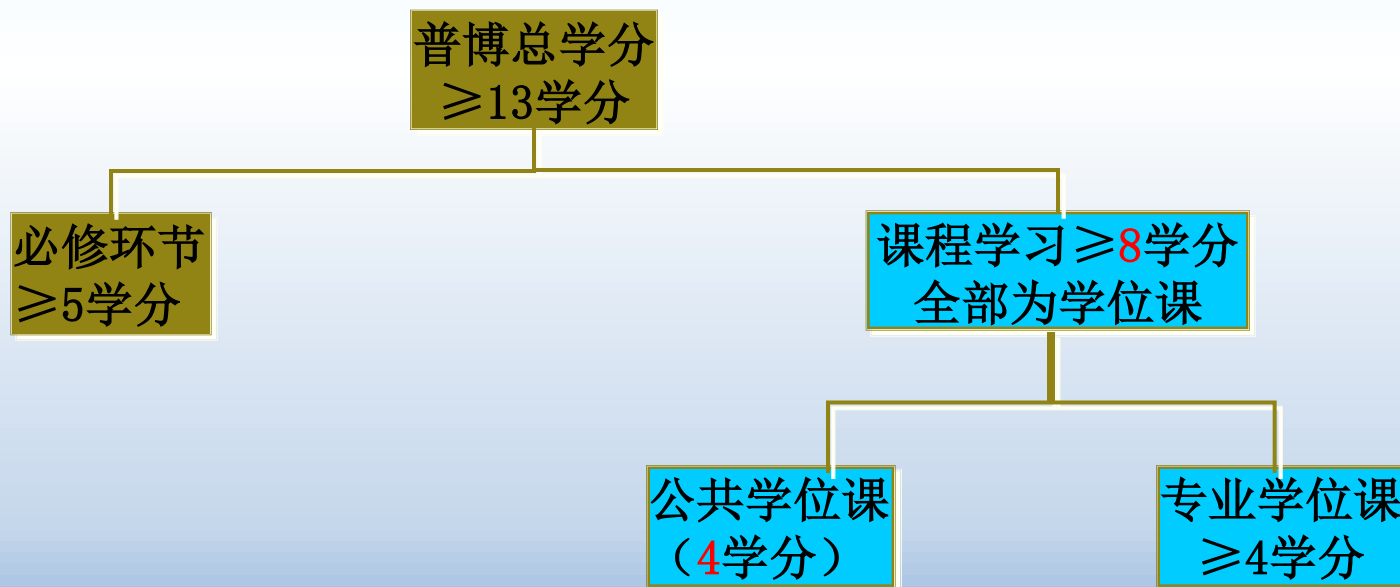 普博总学分
≥13学分
必修环节
≥5学分
课程学习≥8学分
全部为学位课
公共学位课
（4学分）
专业学位课
≥4学分